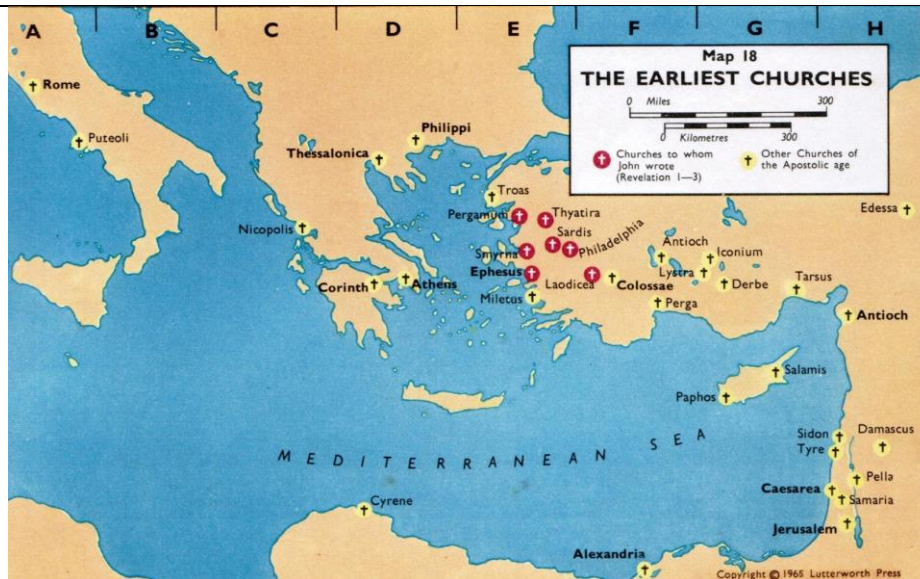 A B C D E F G H
Map 18
THE EARLIEST CHURCHES
0 Miles 300
0 Kilometres 300
Churches to whom
John wrote
(Revelation 1—3)
Other Churches of
the Apostolic age
Rome
Puteoli
Philippi
Thessalonica
Nicopolis
Corinth
Athens
Troas
Pergamum
Thyatira
Sardis
Philadelphia
Smyrna
Ephesus
Laodicea
Colossae
Miletus
Antioch
Iconium
Lystra
Derbe
Perga
Tarsus
Edessa
Antioch
Salamis
Paphos
MEDITERRANEAN SEA
Sidon
Tyre
Damascus
Pella
Caesarea
Samaria
Jerusalem
Cyrene
Alexandria
Copyright © 1965 Lutterworth Press